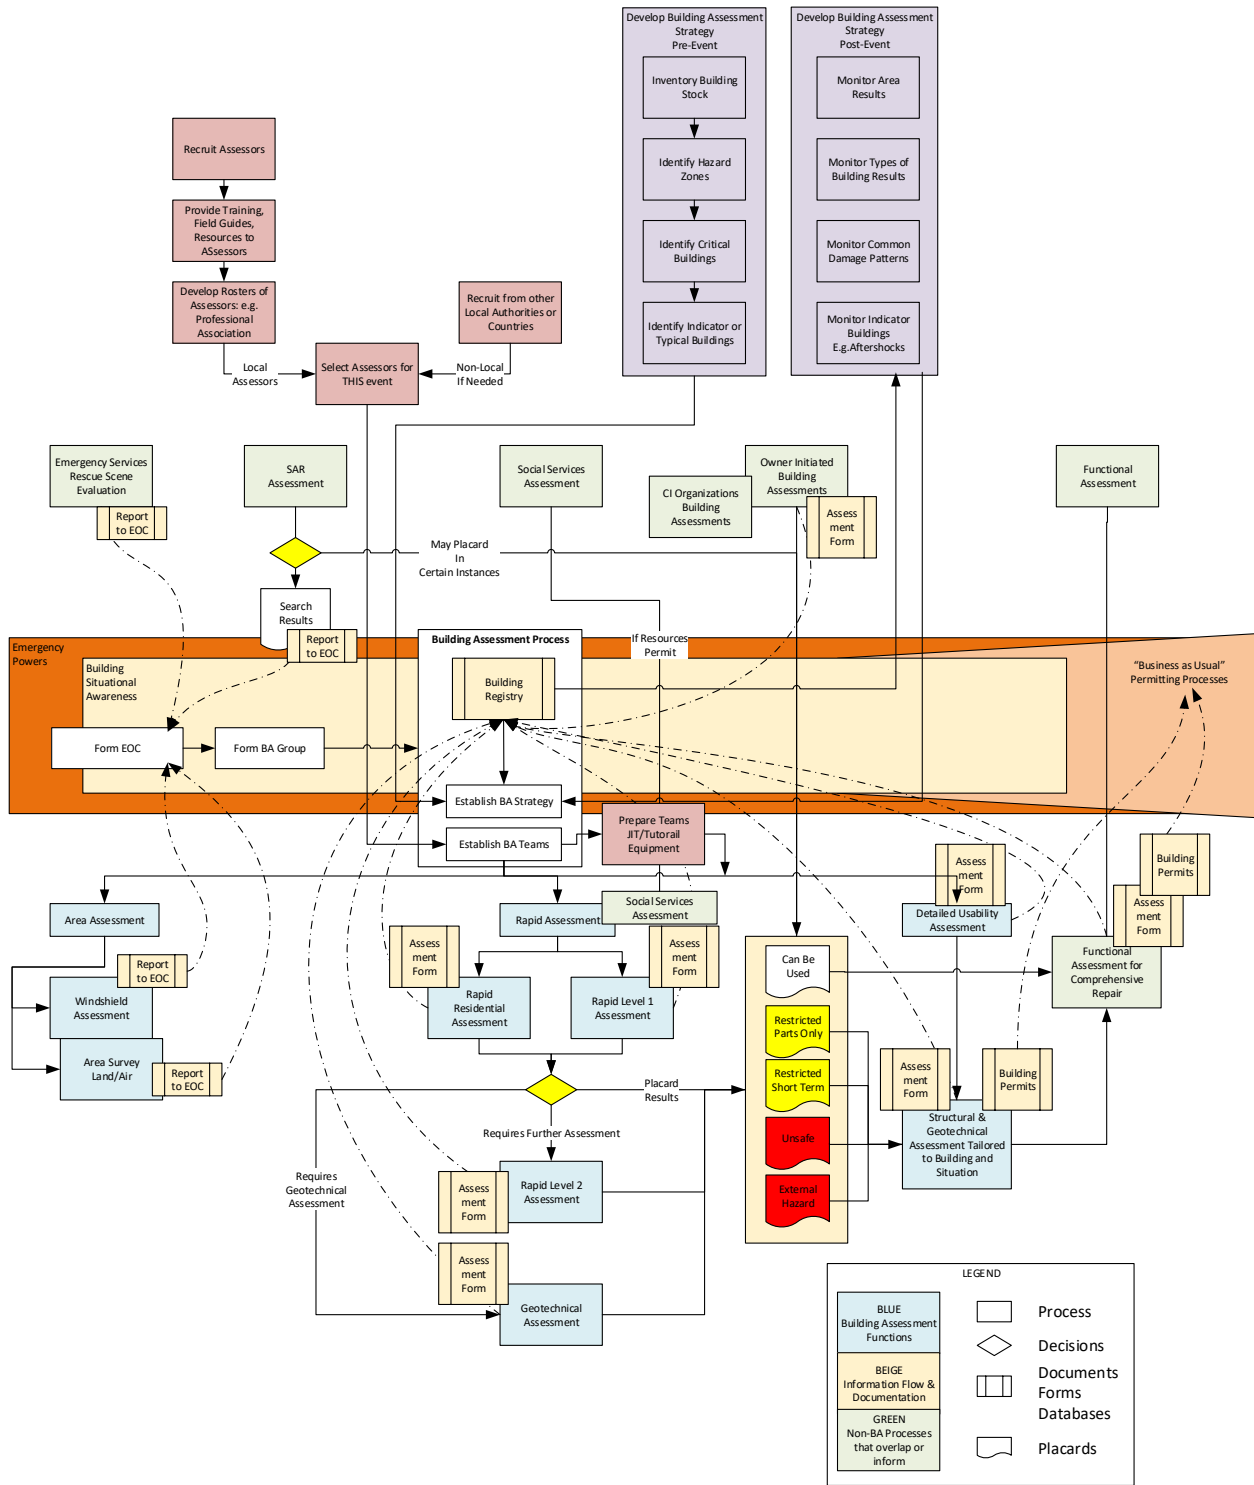 Develop Building Assessment
Strategy
Pre-Event
Inventory Building
Stock
Identify Hazard
Zones
Identify Critical
Buildings
Identify Indicator or
Typical Buildings
Develop Building Assessment
Strategy
Post-Event
Monitor Area
Results
Monitor Types of
Building Results
Monitor Common
Damage Patterns
Monitor Indicator
Buildings
E.g.Aftershocks
Recruit Assessors
Provide Training,
Field Guides,
Resources to
ASsessors
Develop Rosters of
Assessors: e.g.
Professional
Association
Recruit from other
Local Authorities or
Countries
Local
Assessors
Select Assessors for
THIS event
Non-Local
If Needed
Emergency Services
Rescue Scene
Evaluation
Report
to EOC
SAR
Assessment
Social Services
Assessment
Owner Initiated
Building
Assessments
CI Organizations
Building
Assessments
Assess
ment
Form
Functional
Assessment
May Placard
In
Certain Instances
Search
Results
Report
to EOC
Emergency
Powers
Building
Situational
Awareness
Building Assessment Process
Building
Registry
If Resources
Permit
"Business as Usual"
Permitting Processes
Form EOC
Form BA Group
Establish BA Strategy
Establish BA Teams
Prepare Teams
JIT/Tutorail
Equipment
Assess
ment
Form
Building
Permits
Assess
ment
Form
Area Assessment
Rapid Assessment
Social Services
Assessment
Detailed Usability
Assessment
Report
to EOC
Windshield
Assessment
Area Survey
Land/Air
Report
to EOC
Assess
ment
Form
Rapid
Residential
Assessment
Assess
ment
Form
Rapid Level 1
Assessment
Can Be
Used
Functional
Assessment for
Comprehensive
Repair
Restricted
Parts Only
Restricted
Short Term
Unsafe
External
Hazard
Assess
ment
Form
Building
Permits
Structural &
Geotechnical
Assessment Tailored
to Building and
Situation
Placard
Results
Requires Further Assessment
Requires
Geotechnical
Assessment
Assess
ment
Form
Rapid Level 2
Assessment
Assess
ment
Form
Geotechnical
Assessment
LEGEND
BLUE
Building Assessment
Functions
BEIGE
Information Flow &
Documentation
GREEN
Non-BA Processes
that overlap or
inform
Process
Decisions
Documents
Forms
Databases
Placards